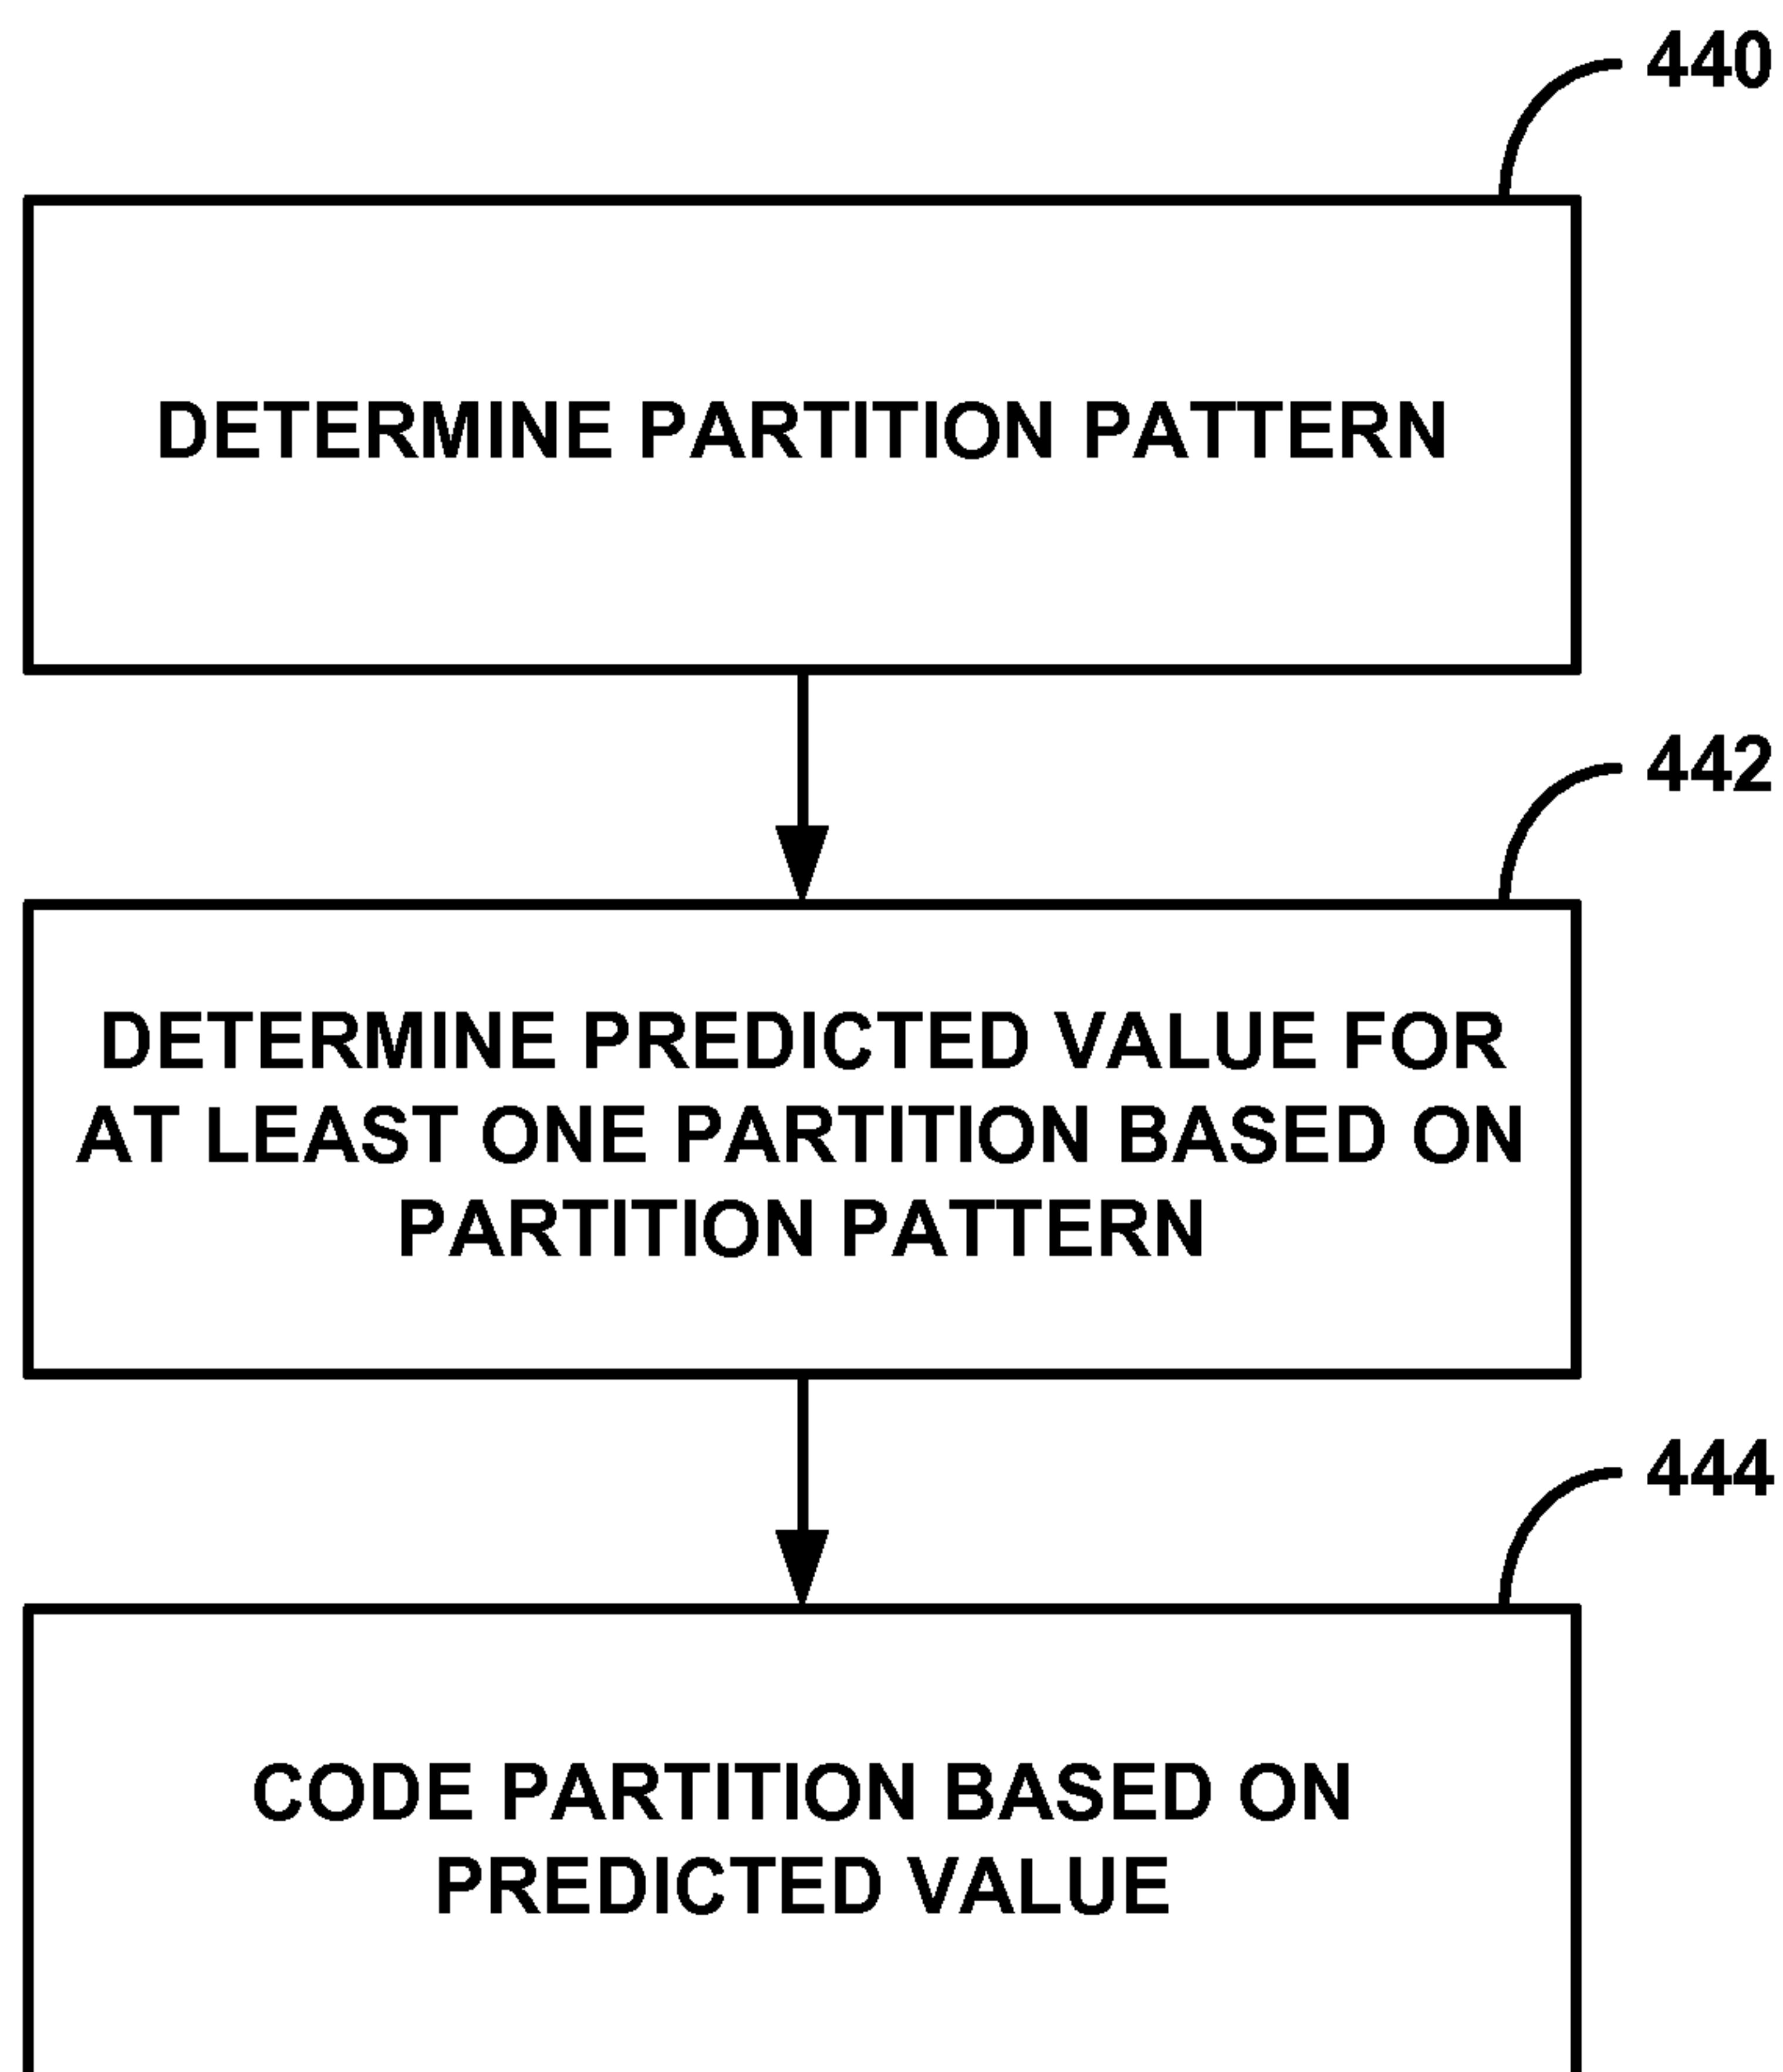 440
DETERMINE PARTITION PATTERN
442
DETERMINE PREDICTED VALUE FOR
AT LEAST ONE PARTITION BASED ON
PARTITION PATTERN
444
CODE PARTITION BASED ON
PREDICTED VALUE